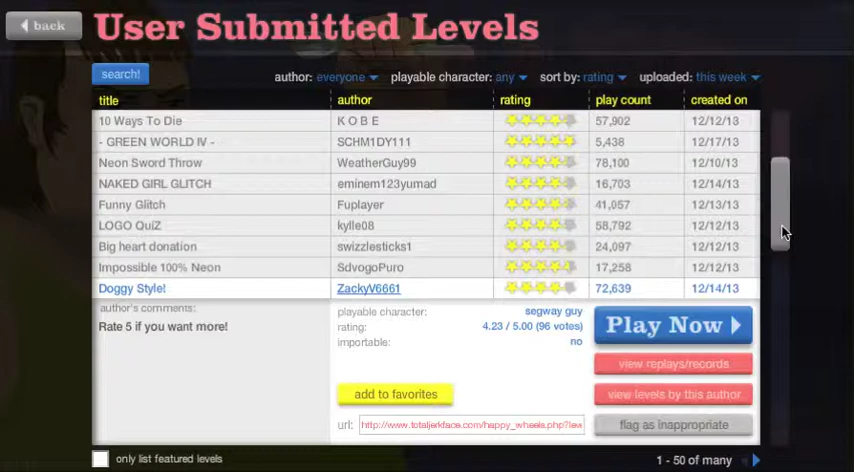 back
User Submitted Levels
search!
author: everyone playable character: any sort by: rating uploaded: this week
title author rating play count created on
10 Ways To Die K O B E 57,902 12/12/13
- GREEN WORLD IV - SCHM1DY111 5,438 12/17/13
Neon Sword Throw WeatherGuy99 78,100 12/10/13
NAKED GIRL GLITCH eminem123yumad 16,703 12/14/13
Funny Glitch Fuplayer 41,057 12/13/13
LOGO QuiZ kylle08 58,792 12/12/13
Big heart donation swizzlesticks1 24,097 12/12/13
Impossible 100% Neon SdvogoPuro 17,258 12/12/13
Doggy Style! ZackyV6661 72,639 12/14/13
author's comments:
Rate 5 if you want more!
playable character: segway guy
rating: 4.23 / 5.00 (96 votes)
importable: no
add to favorites
url: http://www.totaljerkface.com/happy_wheels.php?lev
Play Now
view replays/records
view levels by this author
flag as inappropriate
only list featured levels
1 - 50 of many